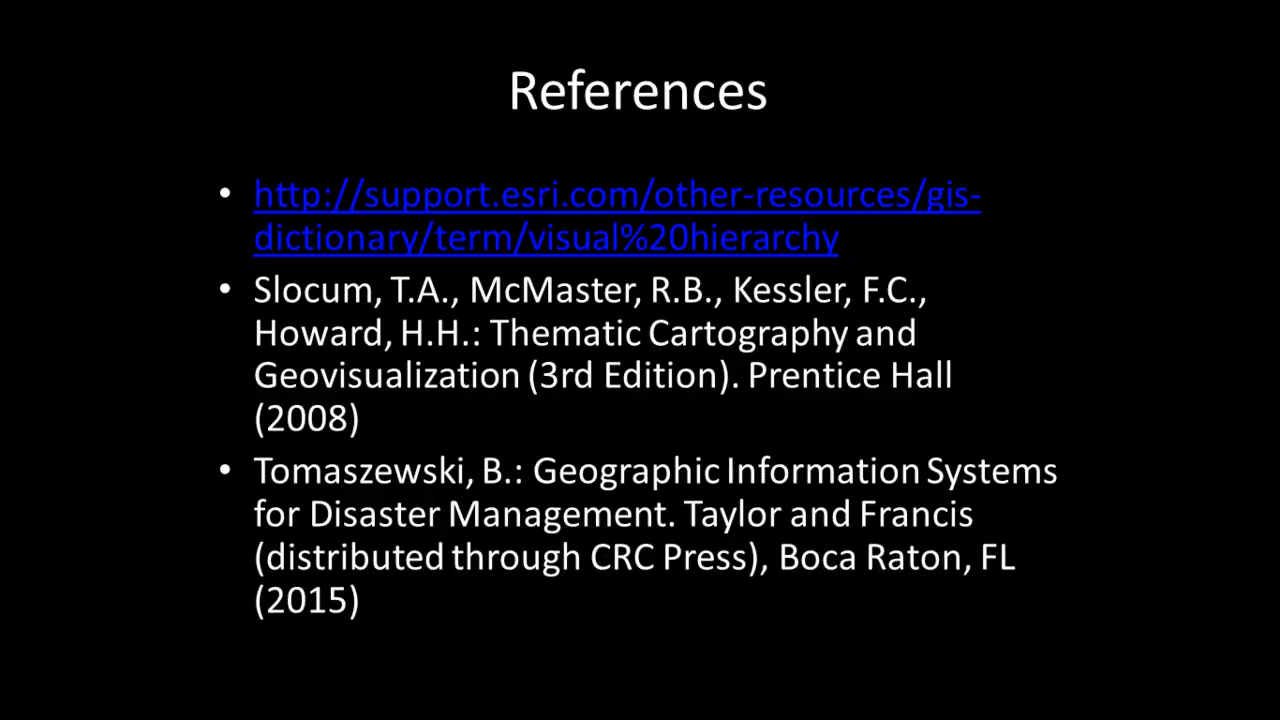 References
• http://support.esri.com/other-resources/gis-
dictionary/term/visual%20hierarchy
• Slocum, T.A., McMaster, R.B., Kessler, F.C.,
Howard, H.H.: Thematic Cartography and
Geovisualization (3rd Edition). Prentice Hall
(2008)
• Tomaszewski, B.: Geographic Information Systems
for Disaster Management. Taylor and Francis
(distributed through CRC Press), Boca Raton, FL
(2015)